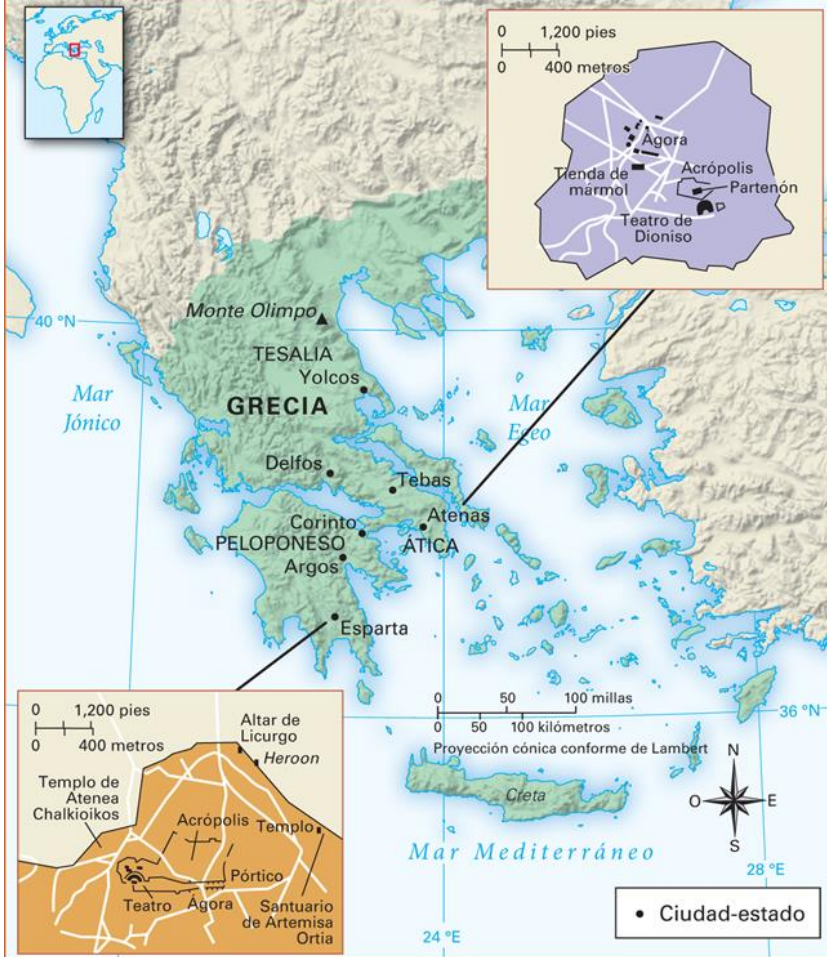 0 1,200 pies
0 400 metros
Ágora
Tienda de
mármol
Acrópolis
Partenón
Teatro de
Dioniso
40 °N
Monte Olimpo
TESALIA
Yolcos
GRECIA
Mar
Jónico
Mar
Egeo
Delfos
Tebas
Corinto
Atenas
PELOPONESO
ÁTICA
Argos
Esparta
0 50 100 millas
0 50 100 kilómetros
Proyección cónica conforme de Lambert
36 °N
N
O
E
S
Creta
Mar Mediterráneo
28 °E
24 °E
Ciudad-estado
0 1,200 pies
0 400 metros
Altar de
Licurgo
Heroon
Templo de
Atenea
Chalkioikos
Acrópolis
Templo
Pórtico
Teatro
Ágora
Santuario
de Artemisa
Ortia